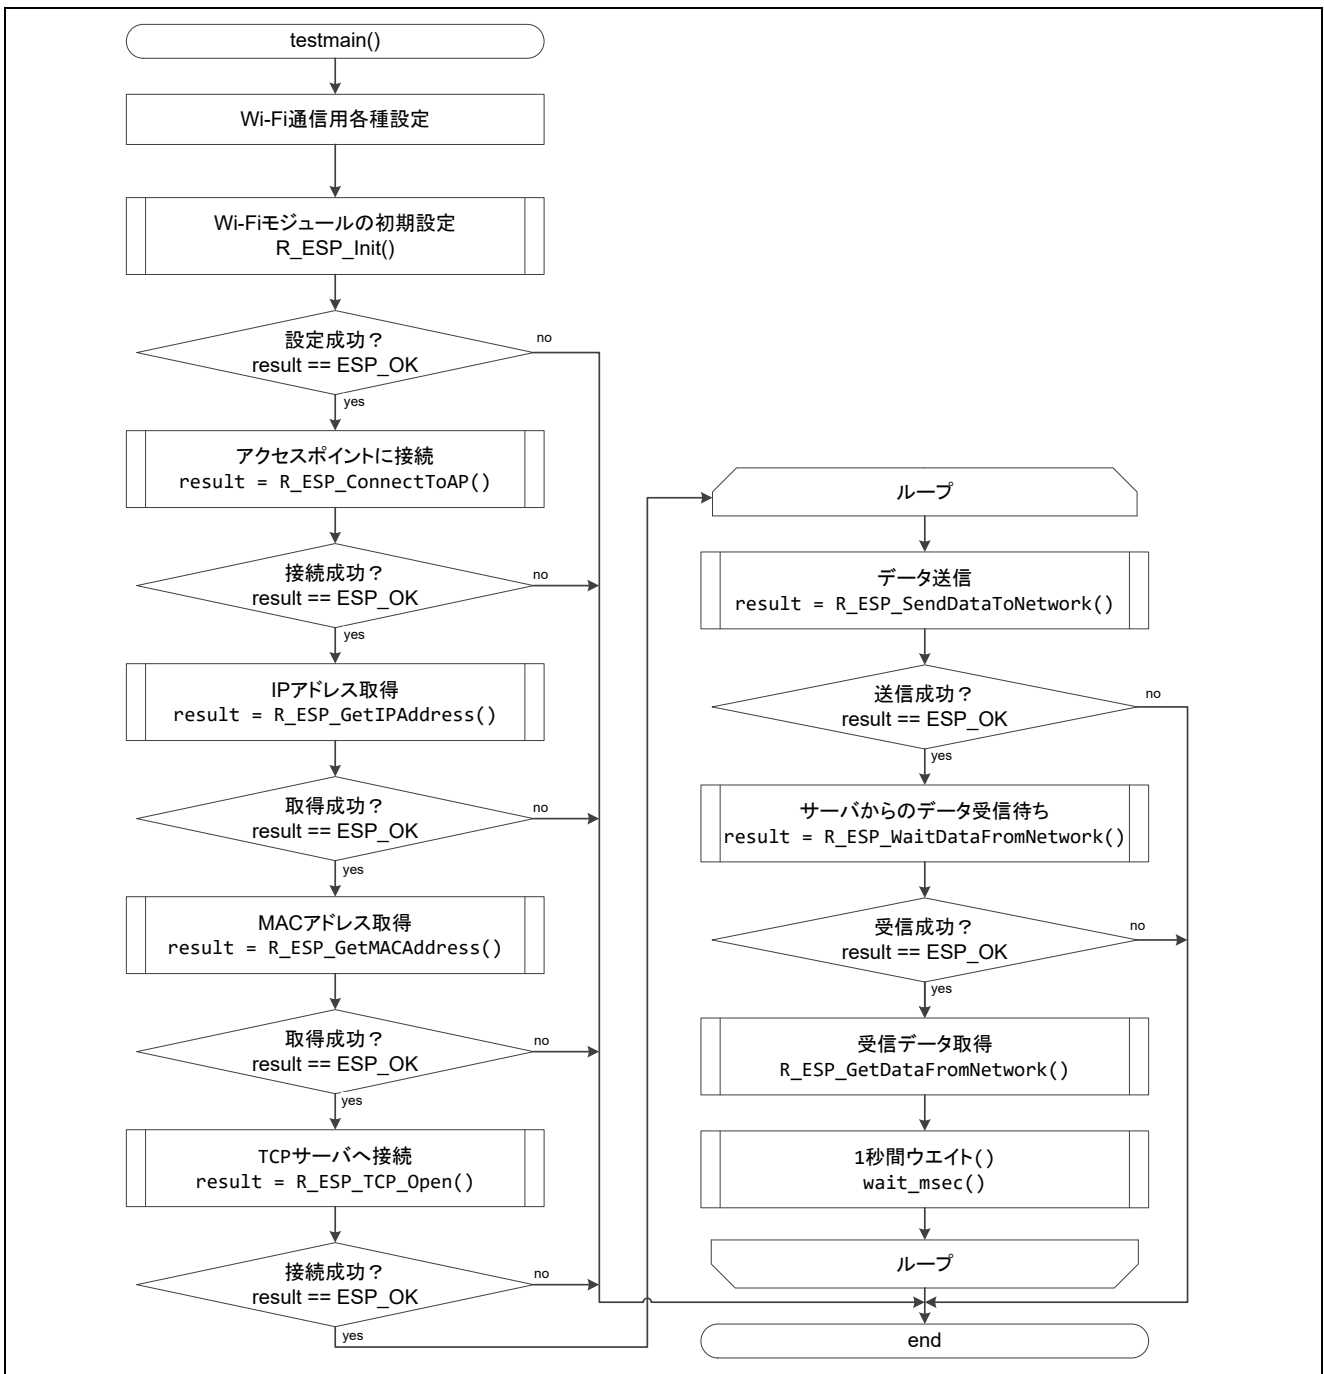 testmain()
Wi-Fi通信用各種設定
Wi-Fiモジュールの初期設定
R_ESP_Init()
設定成功？
result == ESP_OK
no
yes
アクセスポイントに接続
result = R_ESP_ConnectToAP()
接続成功？
result == ESP_OK
no
yes
IPアドレス取得
result = R_ESP_GetIPAddress()
取得成功？
result == ESP_OK
no
yes
MACアドレス取得
result = R_ESP_GetMACAddress()
取得成功？
result == ESP_OK
no
yes
TCPサーバへ接続
result = R_ESP_TCP_Open()
接続成功？
result == ESP_OK
no
yes
ループ
データ送信
result = R_ESP_SendDataToNetwork()
送信成功？
result == ESP_OK
no
yes
サーバからのデータ受信待ち
result = R_ESP_WaitDataFromNetwork()
受信成功？
result == ESP_OK
no
yes
受信データ取得
R_ESP_GetDataFromNetwork()
1秒間ウエイト()
wait_msec()
ループ
end